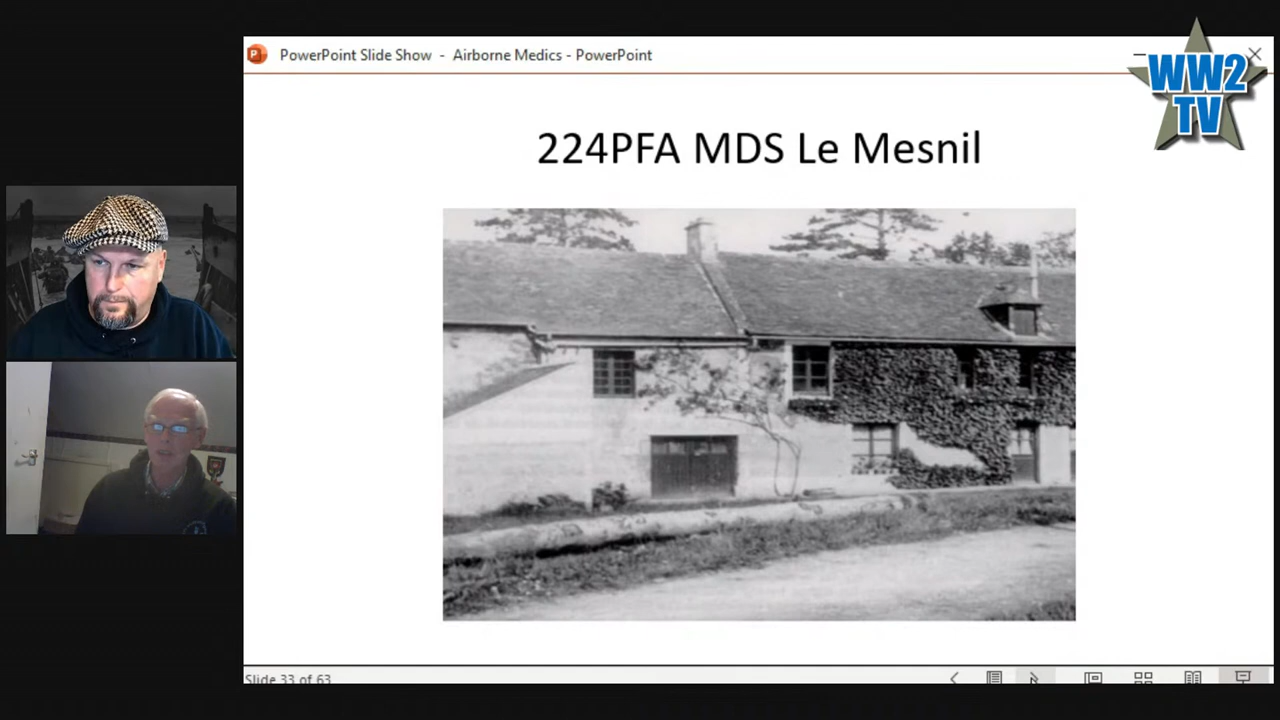 PowerPoint Slide Show - Airborne Medics - PowerPoint
WW2
TV
224PFA MDS Le Mesnil
Slide 33 of 63